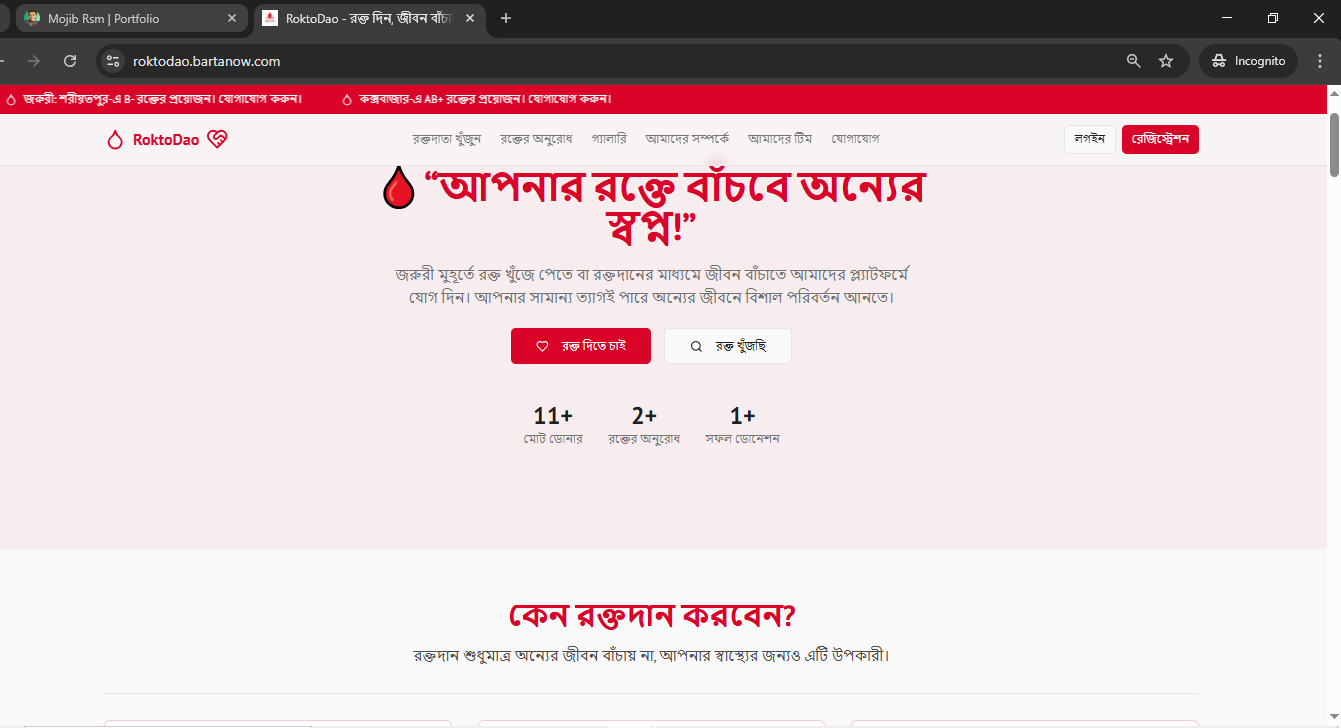 Mojib Rsm | Portfolio
RoktoDao - রক্ত দিন, জীবন বাঁচা
roktodao.bartanow.com
Incognito
জরুরী: শরীয়তপুর-এ B- রক্তের প্রয়োজন। যোগাযোগ করুন।
কক্সবাজার-এ AB+ রক্তের প্রয়োজন। যোগাযোগ করুন।
RoktoDao
রক্তদাতা খুঁজুন
রক্তের অনুরোধ
গ্যালারি
আমাদের সম্পর্কে
আমাদের টিম
যোগাযোগ
লগইন
রেজিস্ট্রেশন
“আপনার রক্তে বাঁচবে অন্যের
স্বপ্ন!”
জরুরী মুহূর্তে রক্ত খুঁজে পেতে বা রক্তদানের মাধ্যমে জীবন বাঁচাতে আমাদের প্ল্যাটফর্মে
যোগ দিন। আপনার সামান্য ত্যাগই পারে অন্যের জীবনে বিশাল পরিবর্তন আনতে।
রক্ত দিতে চাই
রক্ত খুঁজছি
11+
মোট ডোনার
2+
রক্তের অনুরোধ
1+
সফল ডোনেশন
কেন রক্তদান করবেন?
রক্তদান শুধুমাত্র অন্যের জীবন বাঁচায় না, আপনার স্বাস্থ্যের জন্যও এটি উপকারী।